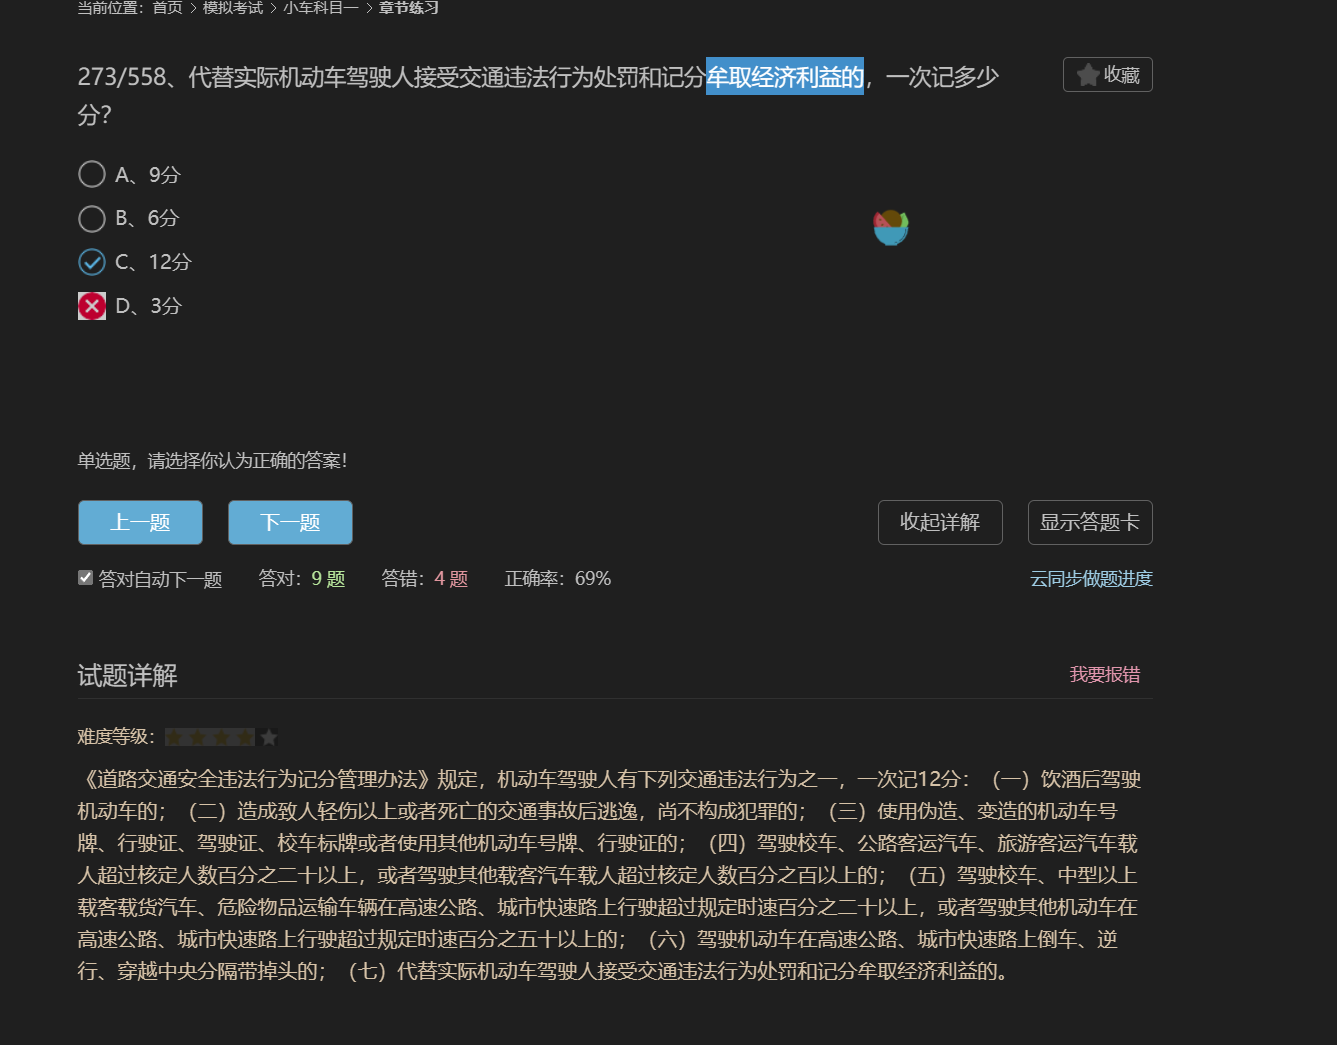 当前位置：首页 > 模拟考试 > 小车科目一 > 章节练习
273/558、代替实际机动车驾驶人接受交通违法行为处罚和记分牟取经济利益的，一次记多少
分？
收藏
A、9分
B、6分
C、12分
D、3分
单选题，请选择你认为正确的答案！
上一题 下一题 收起详解 显示答题卡
答对自动下一题 答对：9 题 答错：4 题 正确率：69% 云同步做题进度
试题详解 我要报错
难度等级：
《道路交通安全违法行为记分管理办法》规定，机动车驾驶人有下列交通违法行为之一，一次记12分：（一）饮酒后驾驶
机动车的；（二）造成致人轻伤以上或者死亡的交通事故后逃逸，尚不构成犯罪的；（三）使用伪造、变造的机动车号
牌、行驶证、驾驶证、校车标牌或者使用其他机动车号牌、行驶证的；（四）驾驶校车、公路客运汽车、旅游客运汽车载
人超过核定人数百分之二十以上，或者驾驶其他载客汽车载人超过核定人数百分之百以上的；（五）驾驶校车、中型以上
载客载货汽车、危险物品运输车辆在高速公路、城市快速路上行驶超过规定时速百分之二十以上，或者驾驶其他机动车在
高速公路、城市快速路上行驶超过规定时速百分之五十以上的；（六）驾驶机动车在高速公路、城市快速路上倒车、逆
行、穿越中央分隔带掉头的；（七）代替实际机动车驾驶人接受交通违法行为处罚和记分牟取经济利益的。